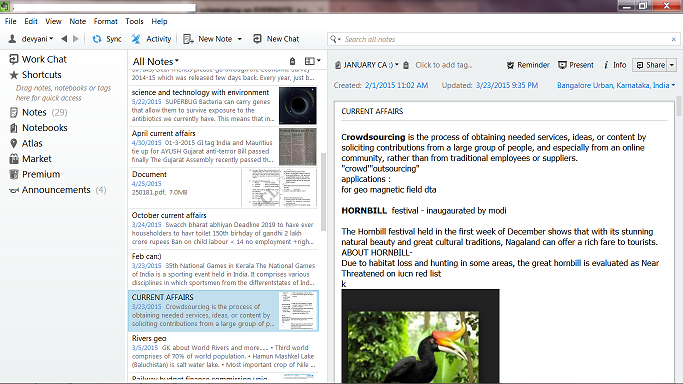 File Edit View Note Format Tools Help
devyani Sync Activity New Note New Chat Search all notes
Work Chat
Shortcuts
Drag notes, notebooks or tags
here for quick access
Notes (29)
Notebooks
Atlas
Market
Premium
Announcements (4)
All Notes
2014-15 which was released few days back. Every year, just b...
science and technology with environment
5/22/2015 SUPERBUG Bacteria can carry genes
that allow them to survive exposure to the
antibiotics we currently have. This means that in...
April current affairs
4/30/2015 01-3-2015 GI tag India and Mauritius
tie up for AYUSH Gujarat anti-terror Bill passed
finally The Gujarat Assembly recently passed th...
Document
4/25/2015
250181.pdf, 7.0MB
October current affairs
3/24/2015 Swacch barat abhiyan Deadline 2019 to have ever
householders to havr toilet 150th birthday of gandhi 2 lakh
crore rupees Ban on child labour < 14 no employment +righ...
Feb can:)
3/23/2015 35th National Games in Kerala The National Games
of India is a sporting event held in India. It comprises various
disciplines in which sportsmen from the differentstates of Ind...
CURRENT AFFAIRS
3/23/2015 Crowdsourcing is the process of
obtaining needed services, ideas, or content by
soliciting contributions from a large group of p...
Rivers geo
3/5/2015 GK about World Rivers and more...... • Third world
comprises of 70% of world population. • Hamun Mashkel Lake
(Baluchistan) is salt water lake. • Most important crop of Nile ...
JANUARY CA :) Click to add tag... Reminder Present Info Share
Created: 2/1/2015 11:02 AM Updated: 3/23/2015 9:35 PM Bangalore Urban, Karnataka, India
CURRENT AFFAIRS
Crowdsourcing is the process of obtaining needed services, ideas, or content by
soliciting contributions from a large group of people, and especially from an online
community, rather than from traditional employees or suppliers.
"crowd""outsourcing"
applications :
for geo magnetic field dta
HORNBILL festival - inaugaurated by modi
The Hornbill festival held in the first week of December shows that with its stunning
natural beauty and great cultural traditions, Nagaland can offer a rich fare to tourists.
ABOUT HORNBILL-
Due to habitat loss and hunting in some areas, the great hornbill is evaluated as Near
Threatened on iucn red list
k